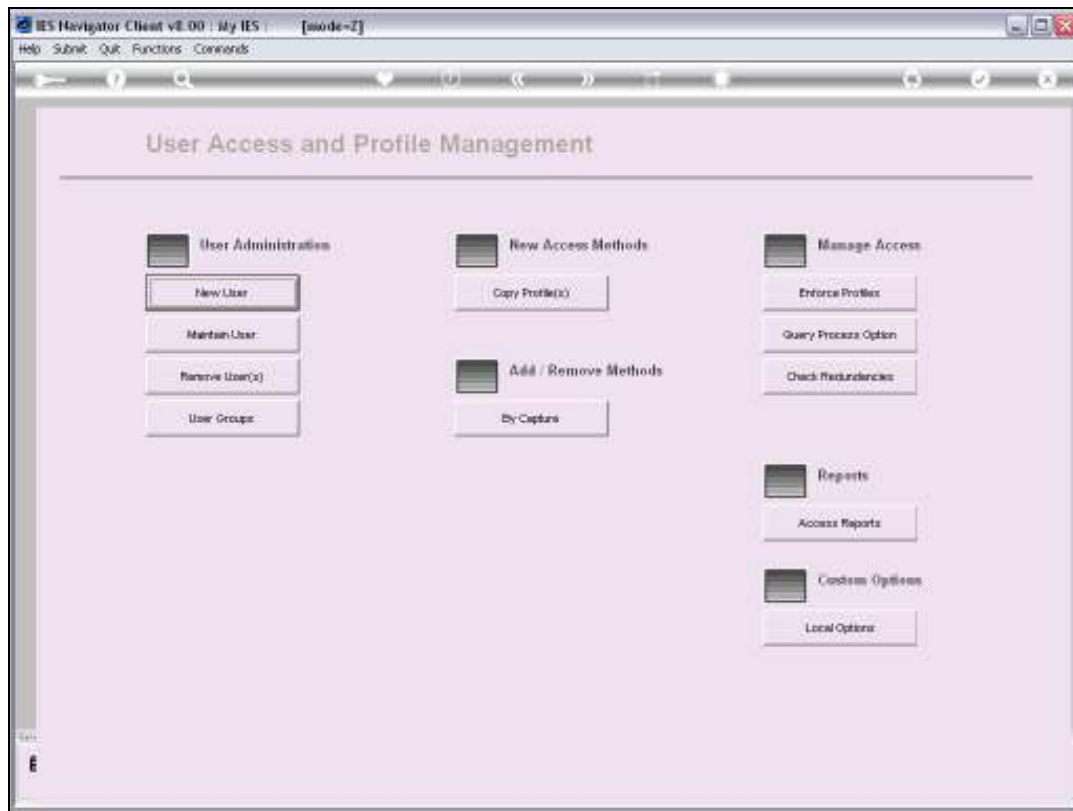 IES Navigator Client v8.00 : My IES : [mode=Z]
Help Submit Quit Functions Commands
User Access and Profile Management
User Administration
New User
Maintain User
Remove User(s)
User Groups
New Access Methods
Copy Profile(s)
Add / Remove Methods
By Capture
Manage Access
Enforce Profiles
Query Process Option
Check Redundancies
Reports
Access Reports
Custom Options
Local Options